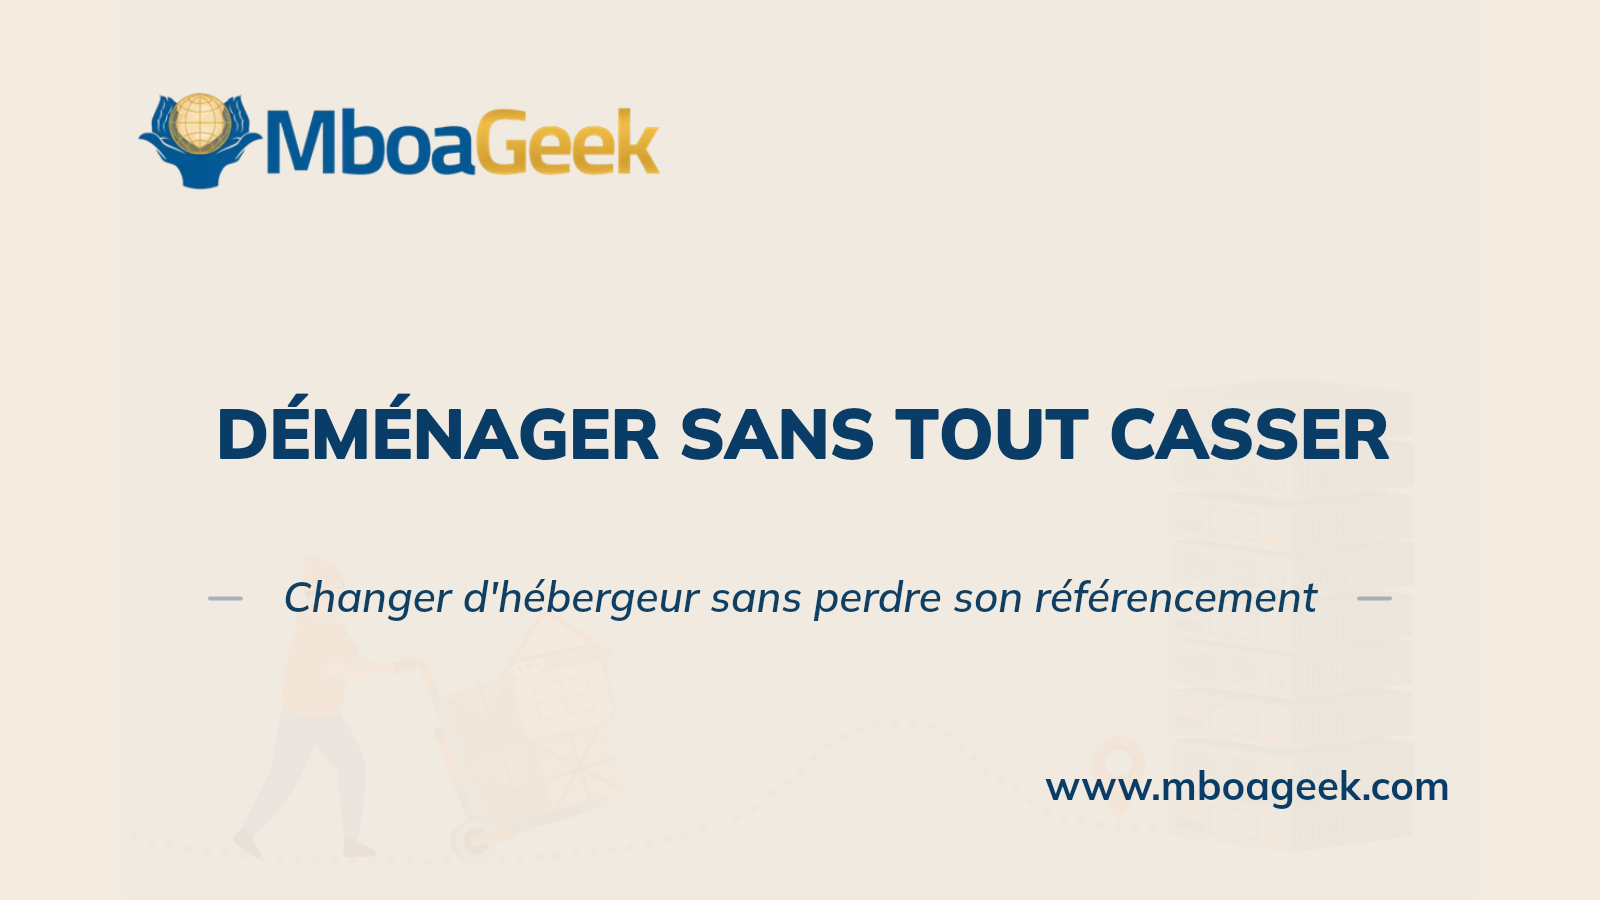 MboaGeek
DÉMÉNAGER SANS TOUT CASSER
Changer d'hébergeur sans perdre son référencement
www.mboageek.com